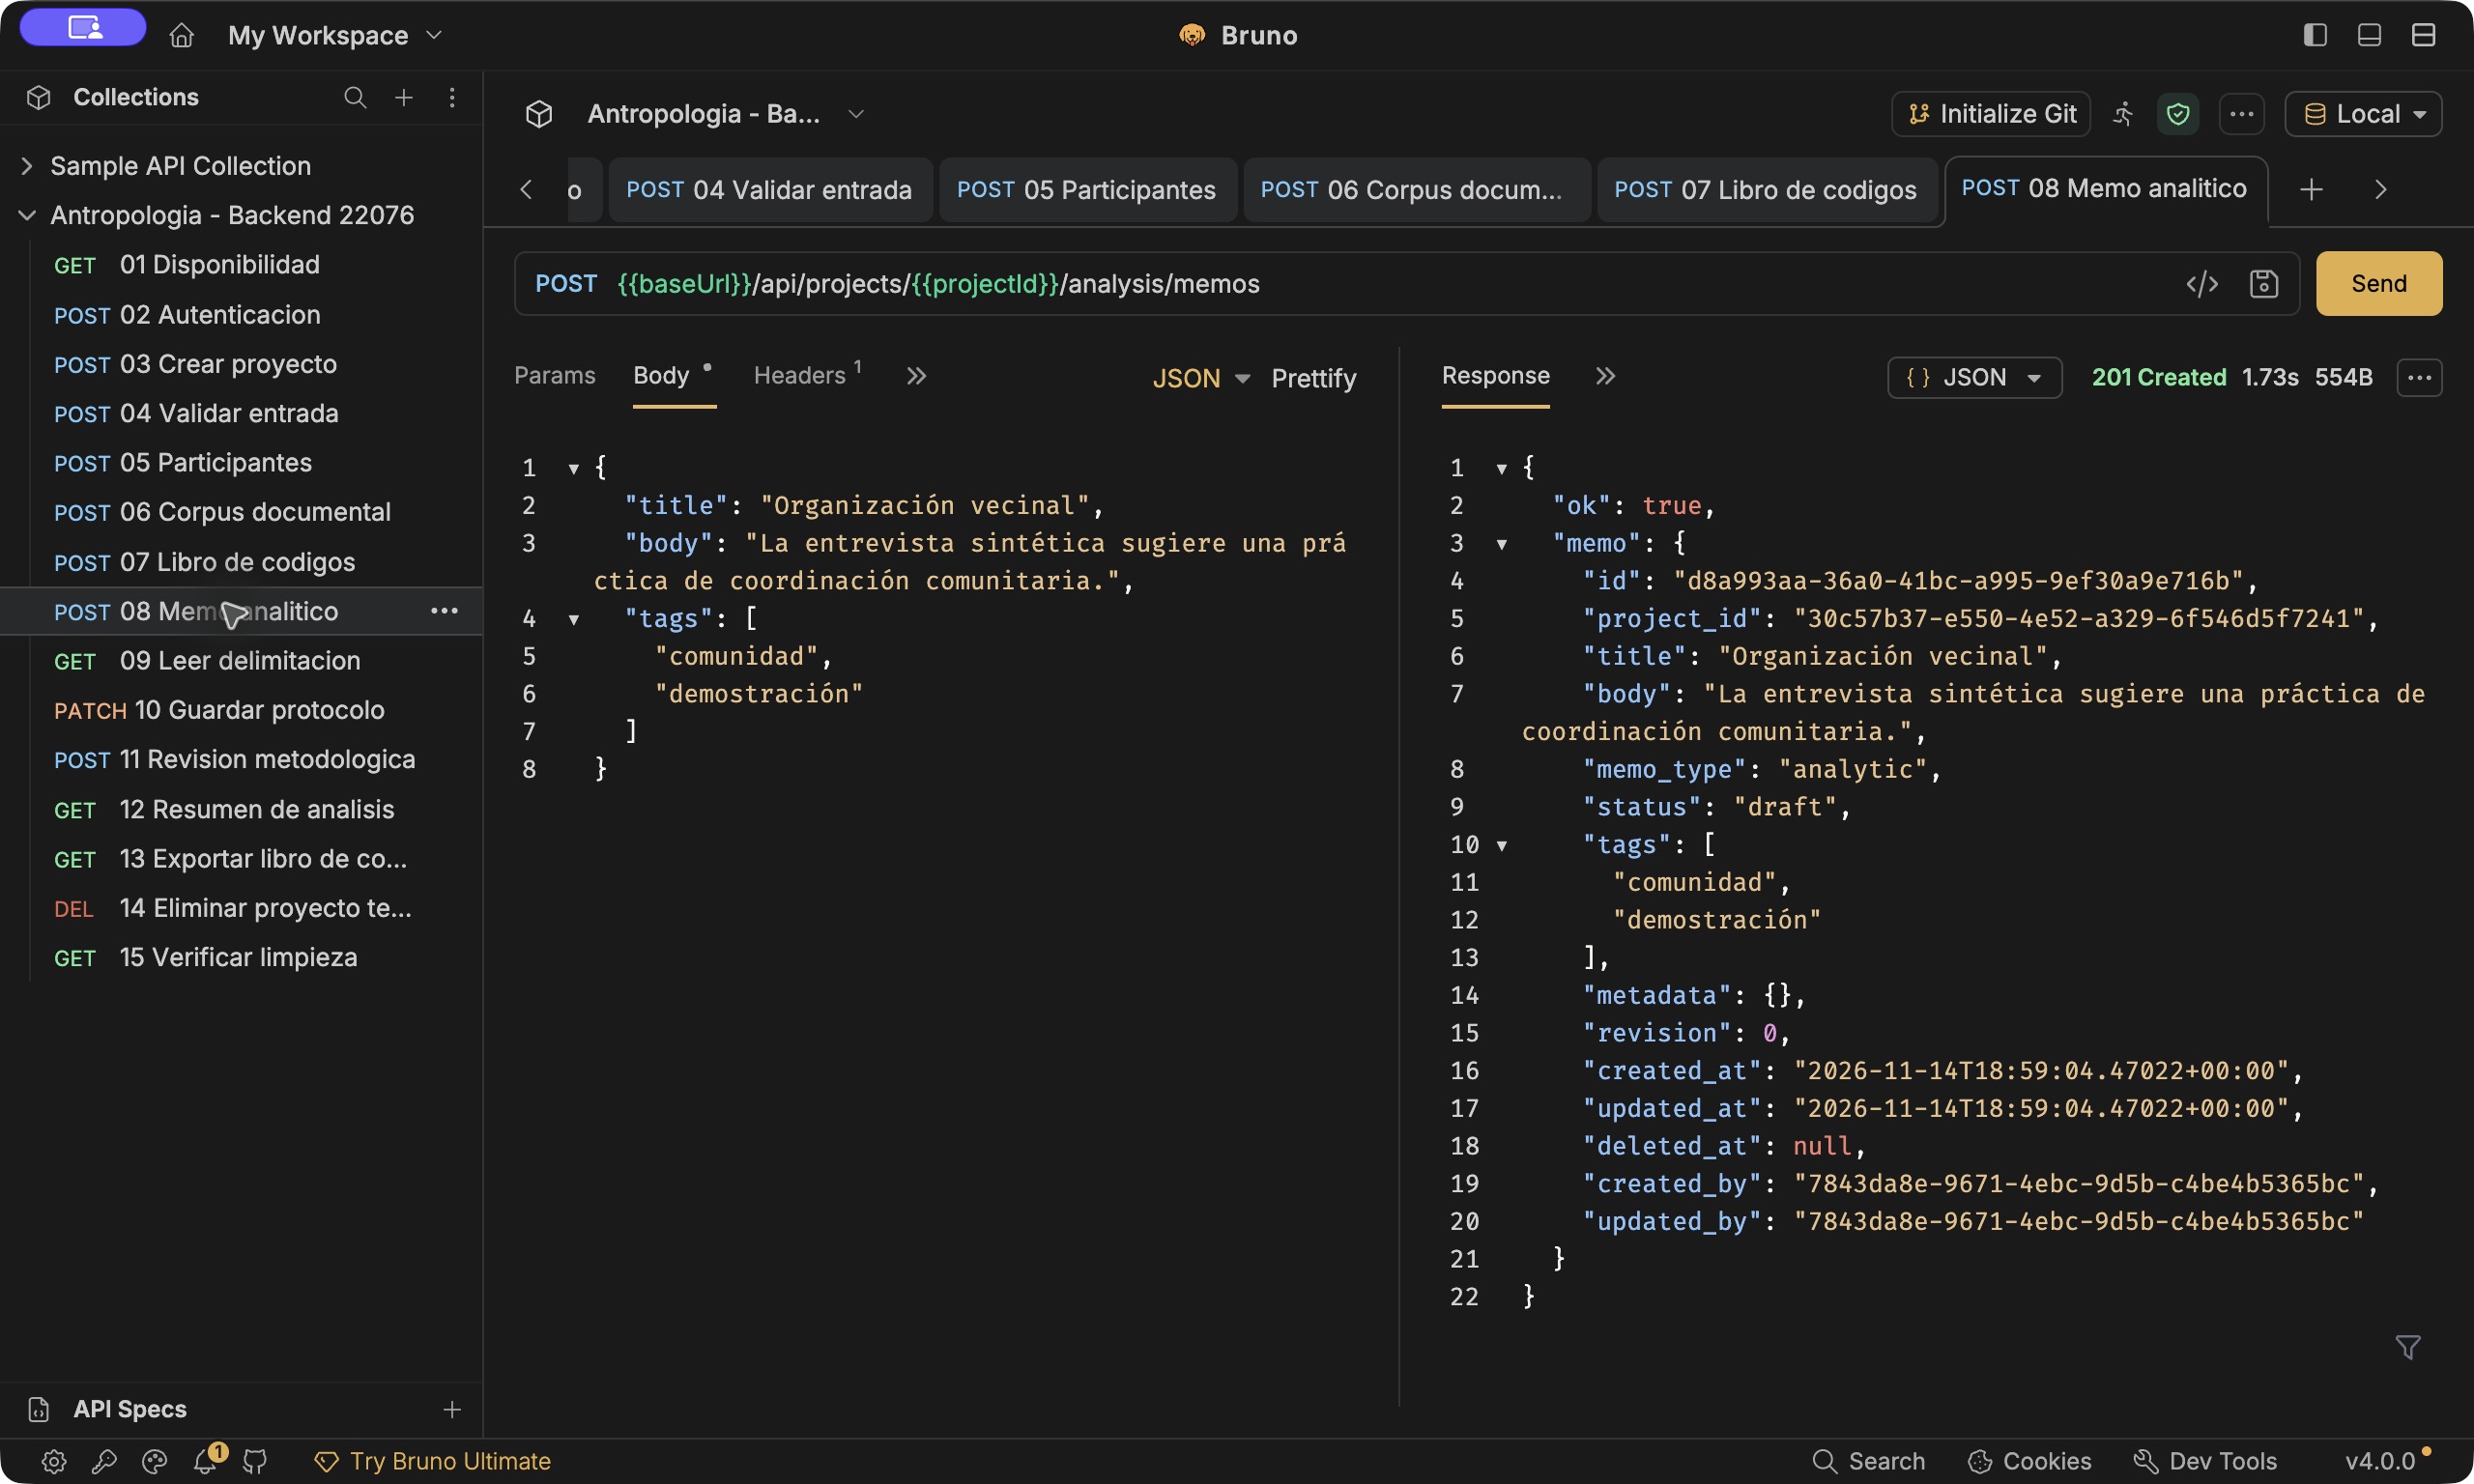 My Workspace
Bruno
Collections
Sample API Collection
Antropologia - Backend 22076
GET 01 Disponibilidad
POST 02 Autenticacion
POST 03 Crear proyecto
POST 04 Validar entrada
POST 05 Participantes
POST 06 Corpus documental
POST 07 Libro de codigos
POST 08 Memo analitico
GET 09 Leer delimitacion
PATCH 10 Guardar protocolo
POST 11 Revision metodologica
GET 12 Resumen de analisis
GET 13 Exportar libro de co...
DEL 14 Eliminar proyecto te...
GET 15 Verificar limpieza
API Specs
Antropologia - Ba...
Initialize Git
Local
o
POST 04 Validar entrada
POST 05 Participantes
POST 06 Corpus docum...
POST 07 Libro de codigos
POST 08 Memo analitico
POST {{baseUrl}}/api/projects/{{projectId}}/analysis/memos
Send
Params Body Headers 1
JSON Prettify
1 {
2 "title": "Organización vecinal",
3 "body": "La entrevista sintética sugiere una prá
ctica de coordinación comunitaria.",
4 "tags": [
5 "comunidad",
6 "demostración"
7 ]
8 }
Response
{ } JSON
201 Created 1.73s 554B
1 {
2 "ok": true,
3 "memo": {
4 "id": "d8a993aa-36a0-41bc-a995-9ef30a9e716b",
5 "project_id": "30c57b37-e550-4e52-a329-6f546d5f7241",
6 "title": "Organización vecinal",
7 "body": "La entrevista sintética sugiere una práctica de
coordinación comunitaria.",
8 "memo_type": "analytic",
9 "status": "draft",
10 "tags": [
11 "comunidad",
12 "demostración"
13 ],
14 "metadata": {},
15 "revision": 0,
16 "created_at": "2026-11-14T18:59:04.47022+00:00",
17 "updated_at": "2026-11-14T18:59:04.47022+00:00",
18 "deleted_at": null,
19 "created_by": "7843da8e-9671-4ebc-9d5b-c4be4b5365bc",
20 "updated_by": "7843da8e-9671-4ebc-9d5b-c4be4b5365bc"
21 }
22 }
1
Try Bruno Ultimate
Search
Cookies
Dev Tools
v4.0.0